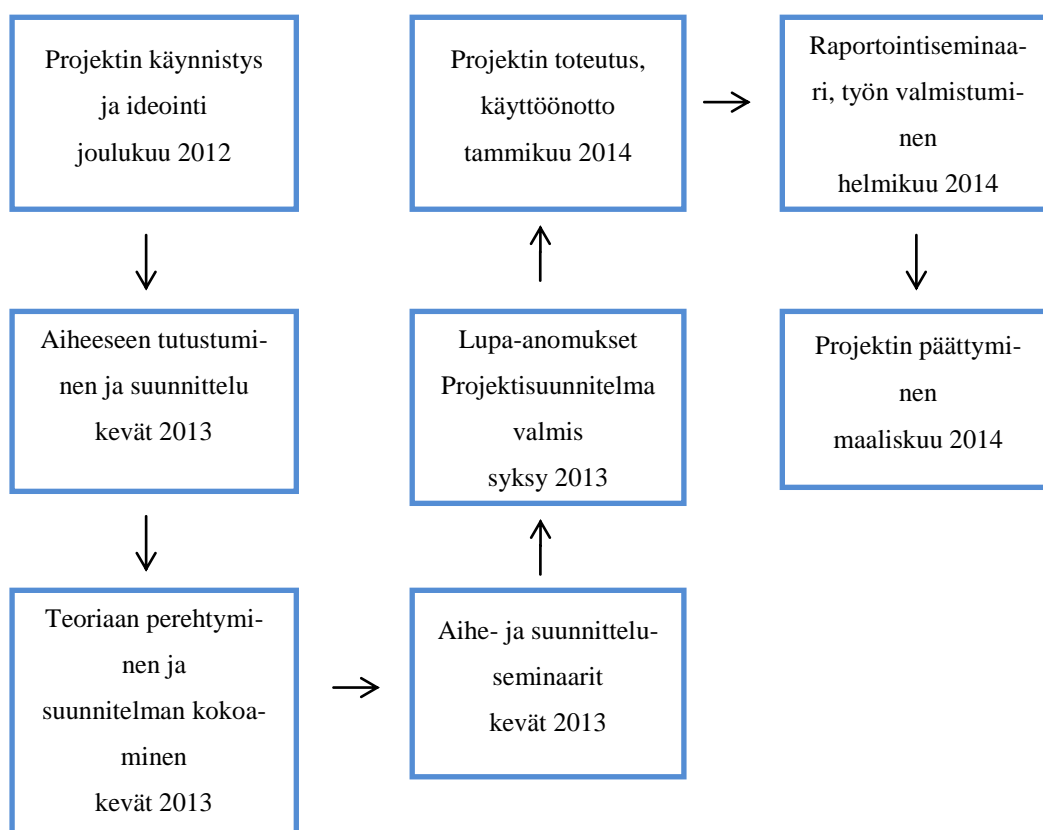 Projektin käynnistys
ja ideointi
joulukuu 2012
Aiheeseen tutustumi-
nen ja suunnittelu
kevät 2013
Teoriaan perehtymi-
nen ja
suunnitelman kokoa-
minen
kevät 2013
Aihe- ja suunnittelu-
seminaarit
kevät 2013
Lupa-anomukset
Projektisuunnitelma
valmis
syksy 2013
Projektin toteutus,
käyttöönotto
tammikuu 2014
Raportointiseminaa-
ri, työn valmistumi-
nen
helmikuu 2014
Projektin päättymi-
nen
maaliskuu 2014